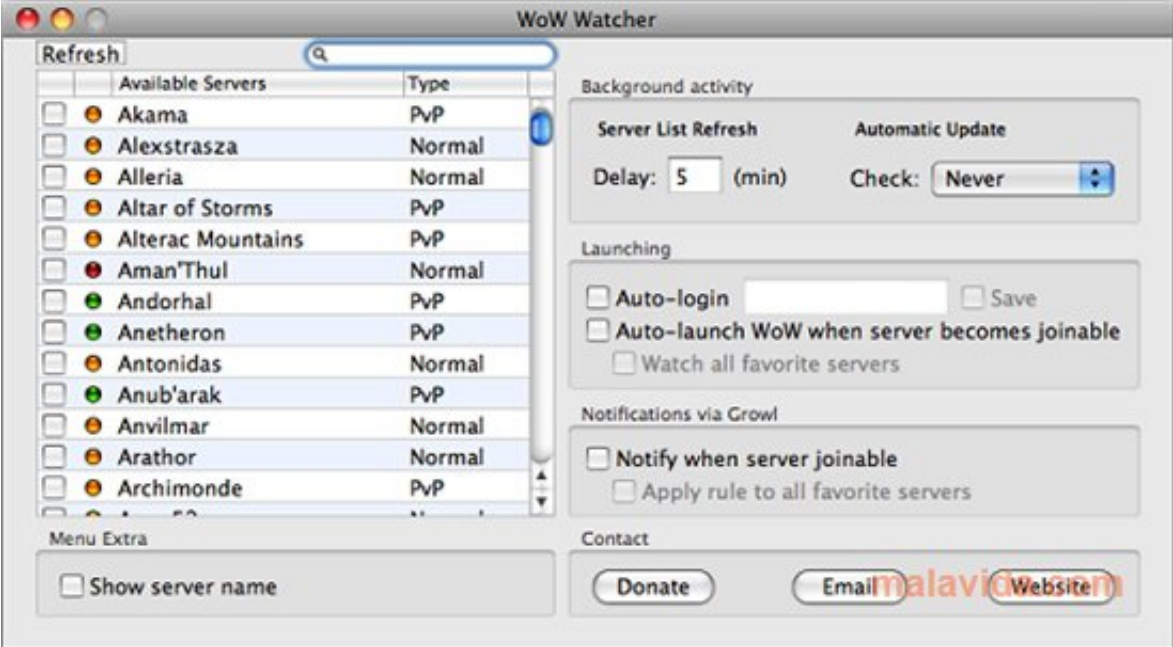 WoW Watcher
Refresh
Available Servers Type
Akama PvP
Alexstrasza Normal
Alleria Normal
Altar of Storms PvP
Alterac Mountains PvP
Aman'Thul Normal
Andorhal PvP
Anetheron PvP
Antonidas Normal
Anub'arak PvP
Anvilmar Normal
Arathor Normal
Archimonde PvP
Menu Extra
Show server name
Background activity
Server List Refresh Automatic Update
Delay: 5 (min) Check: Never
Launching
Auto-login Save
Auto-launch WoW when server becomes joinable
Watch all favorite servers
Notifications via Growl
Notify when server joinable
Apply rule to all favorite servers
Contact
Donate Email Website
malavida.com